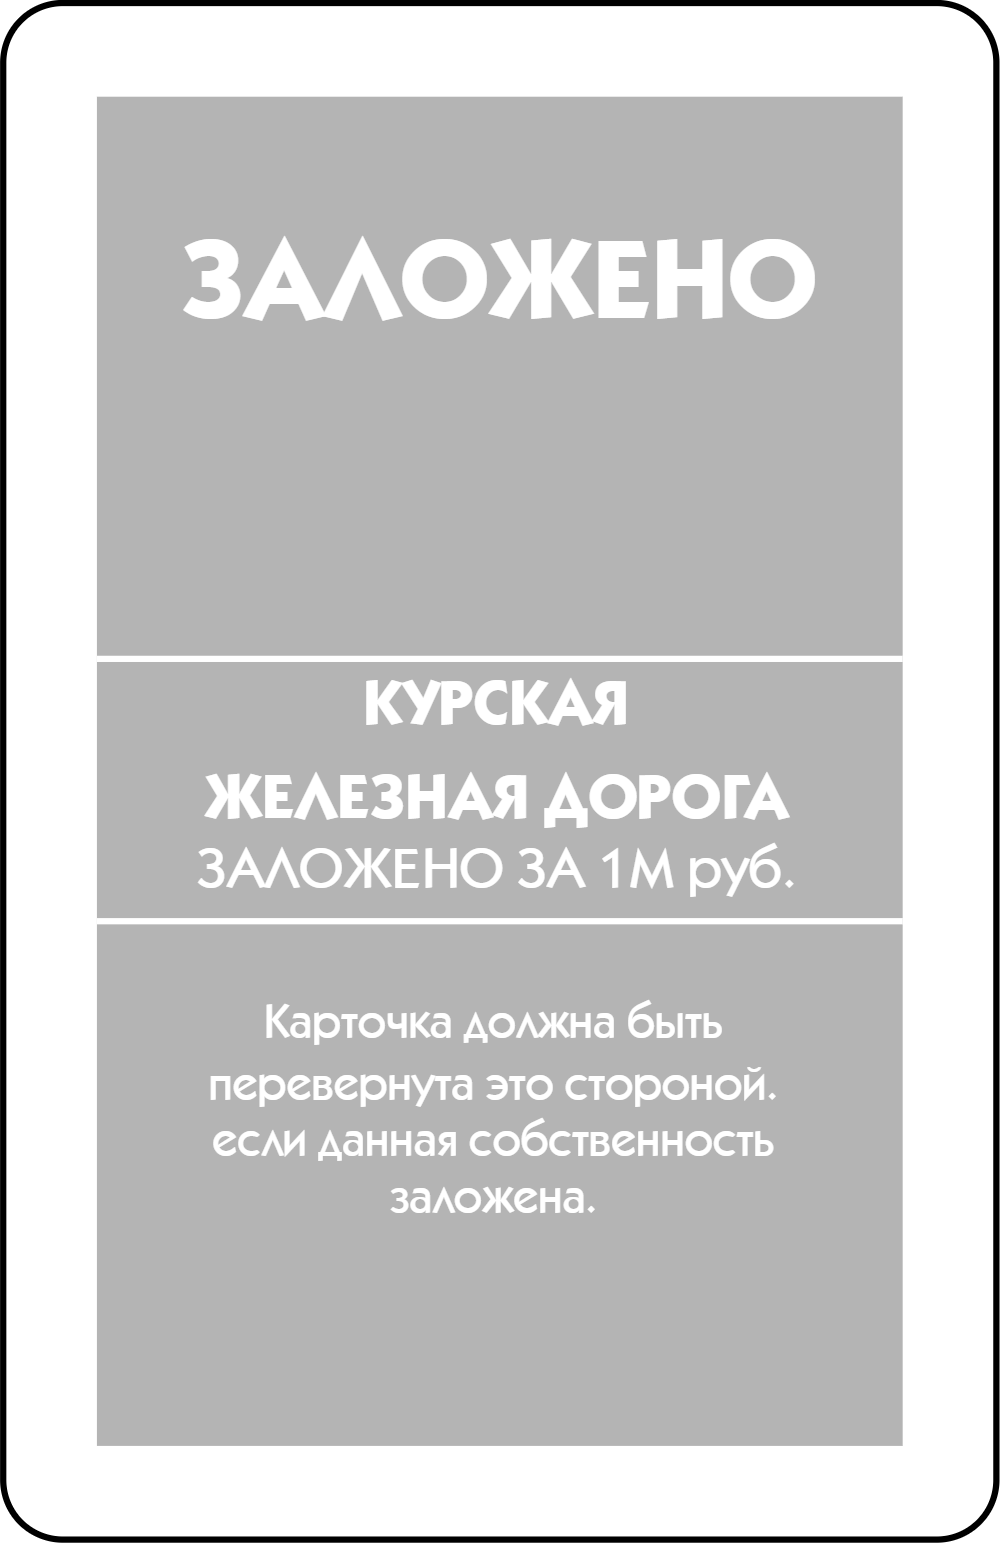 ЗАЛОЖЕНО
КУРСКАЯ
ЖЕЛЕЗНАЯ ДОРОГА
ЗАЛОЖЕНО ЗА 1М руб.
Карточка должна быть
перевернута это стороной.
если данная собственность
заложена.